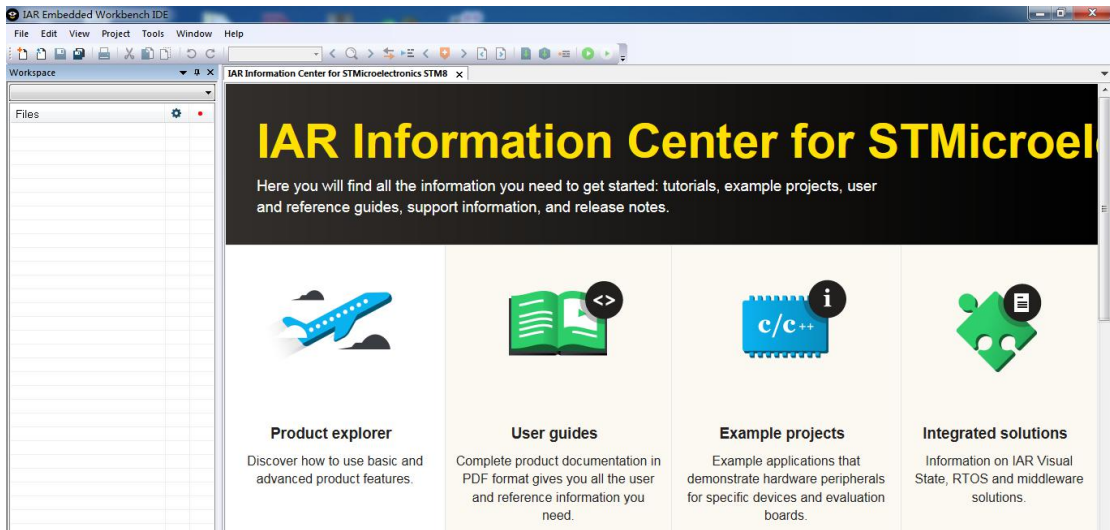 IAR Embedded Workbench IDE
File Edit View Project Tools Window Help
Workspace
IAR Information Center for STMicroelectronics STM8
Files
IAR Information Center for STMicroel
Here you will find all the information you need to get started: tutorials, example projects, user
and reference guides, support information, and release notes.
<>
i
c/c++
Product explorer
Discover how to use basic and
advanced product features.
User guides
Complete product documentation in
PDF format gives you all the user
and reference information you
need.
Example projects
Example applications that
demonstrate hardware peripherals
for specific devices and evaluation
boards.
Integrated solutions
Information on IAR Visual
State, RTOS and middleware
solutions.